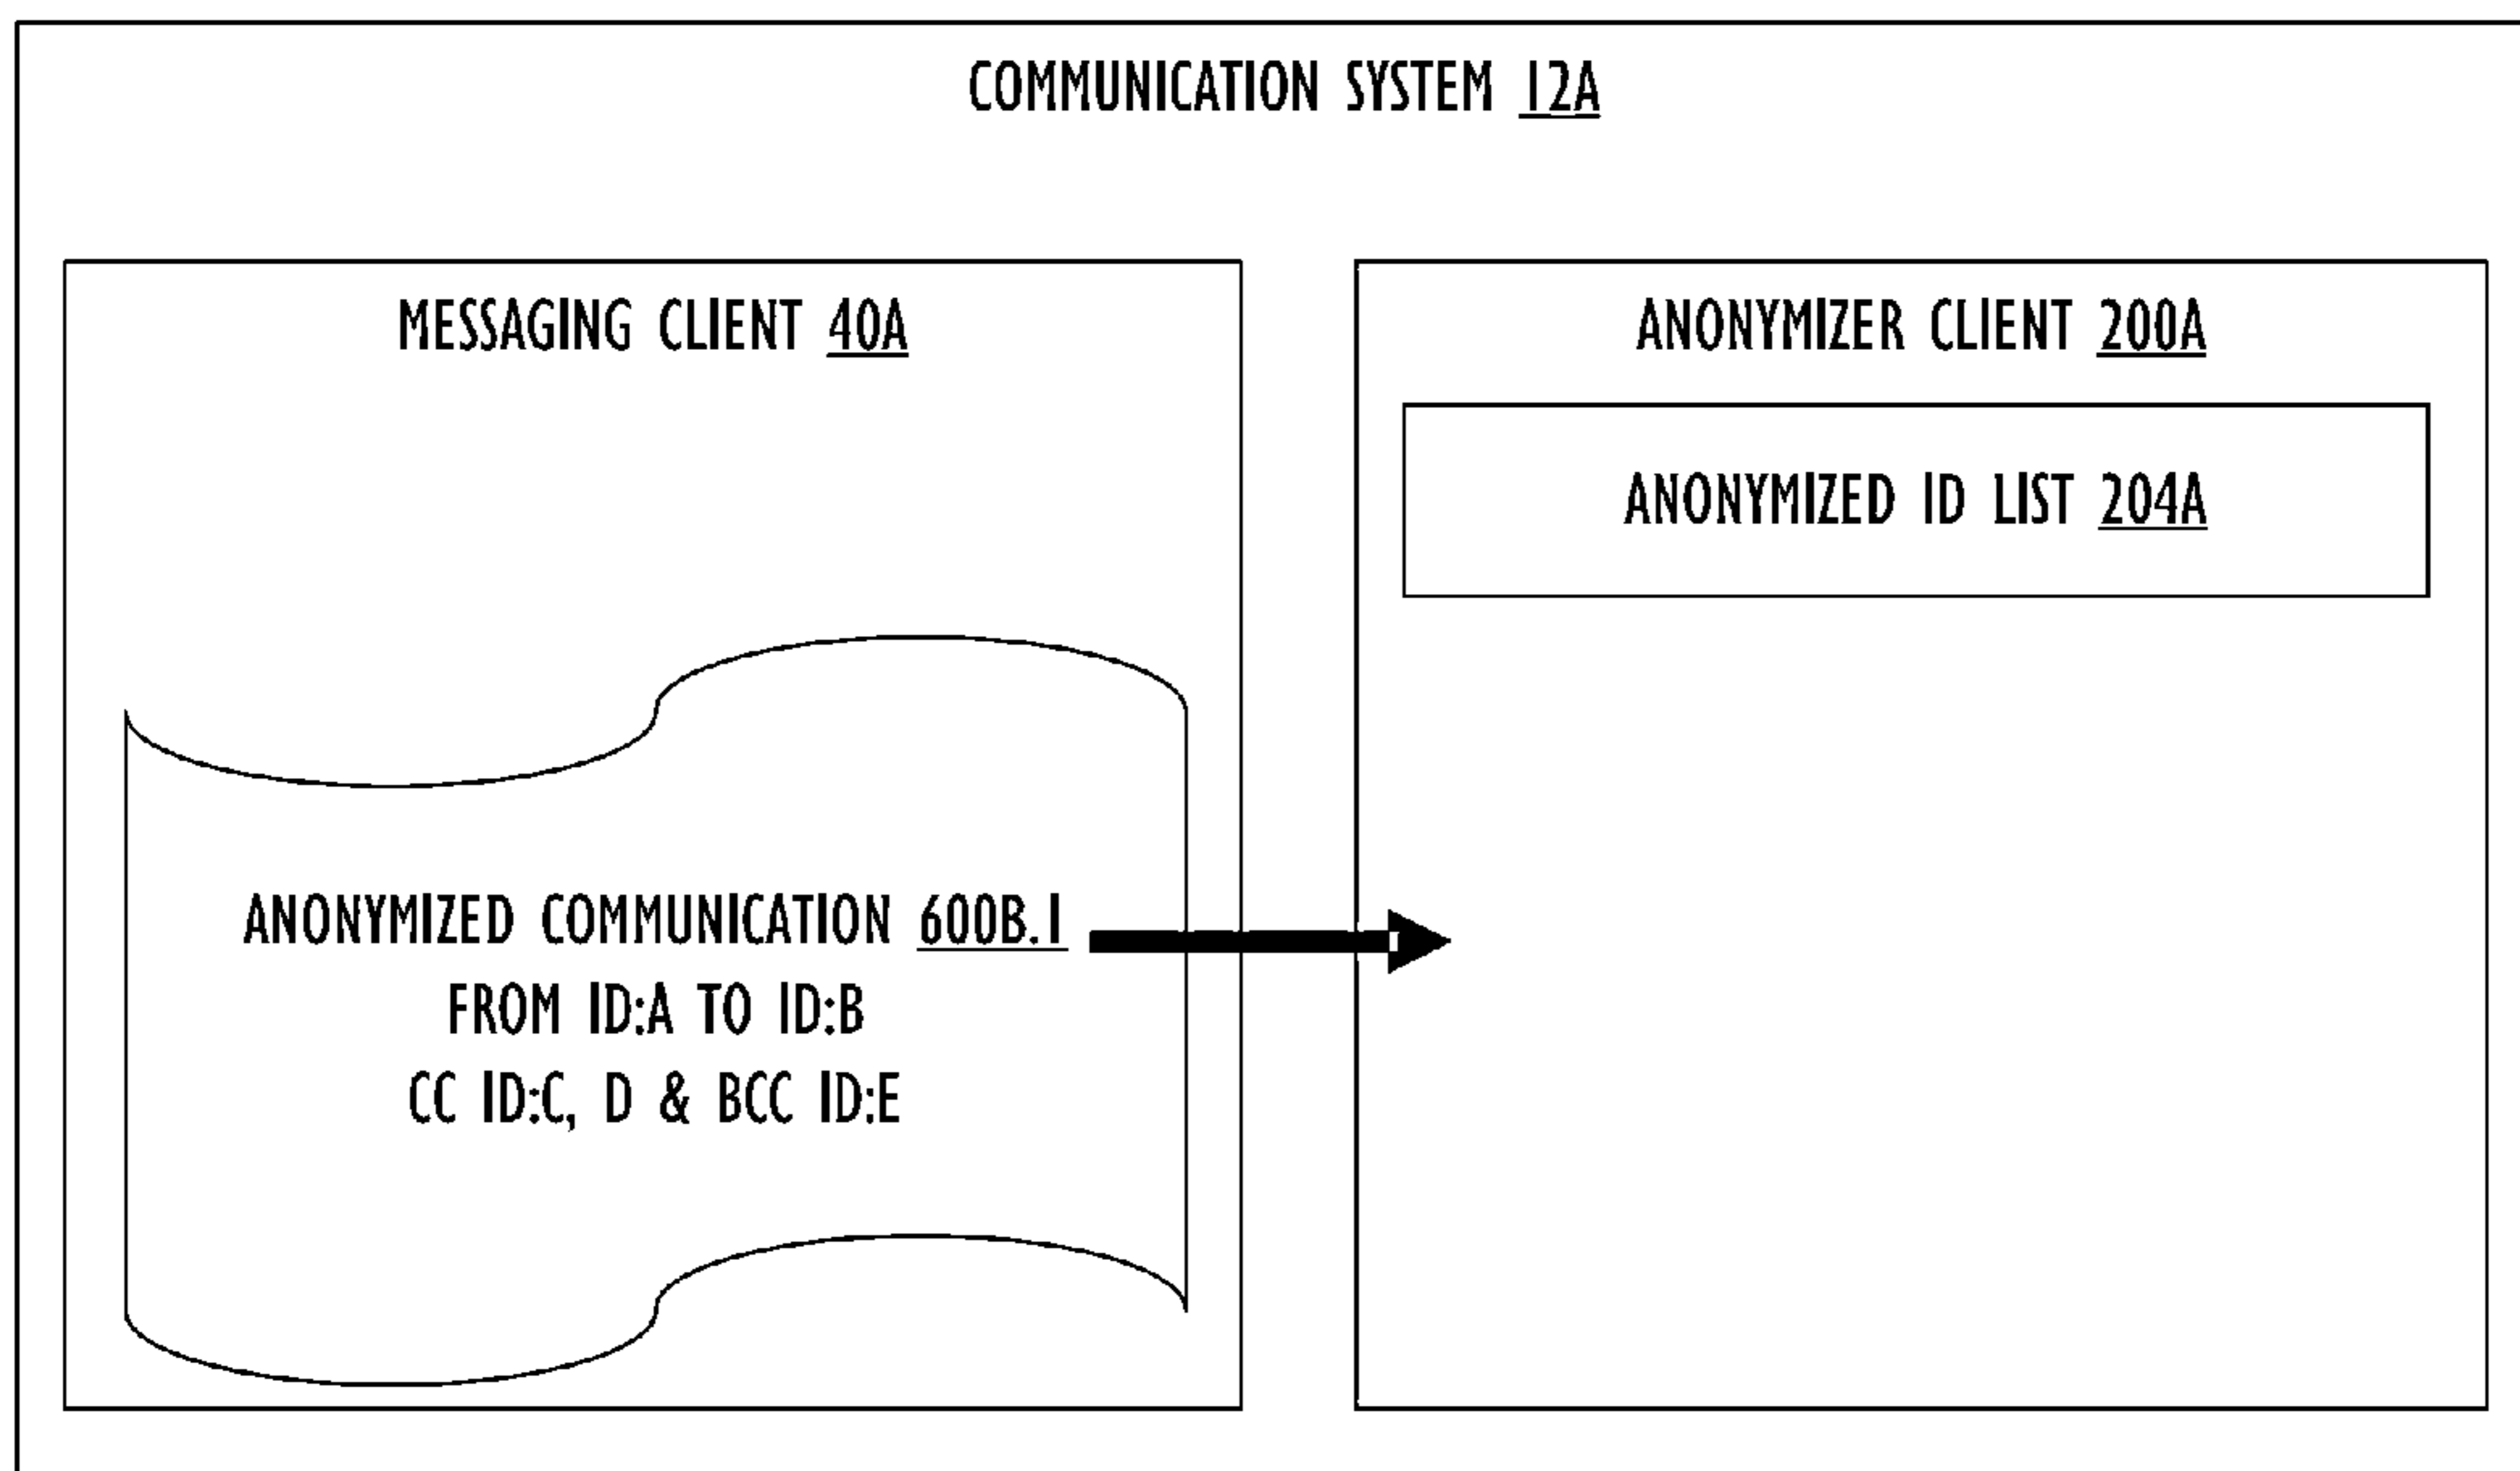 COMMUNICATION SYSTEM 12A
MESSAGING CLIENT 40A
ANONYMIZED COMMUNICATION 600B.1
FROM ID:A TO ID:B
CC ID:C, D & BCC ID:E
ANONYMIZER CLIENT 200A
ANONYMIZED ID LIST 204A